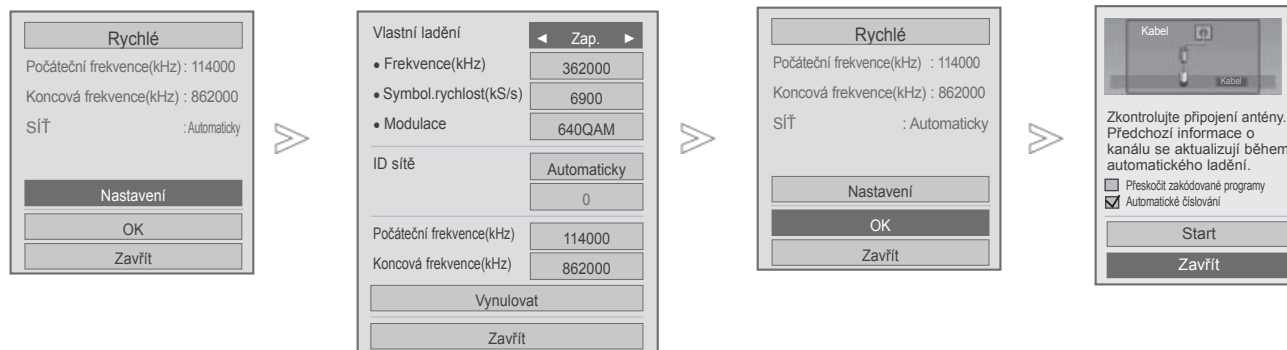 Rychlé
Počáteční frekvence(kHz) : 114000
Koncová frekvence(kHz) : 862000
SÍŤ : Automaticky
Nastavení
OK
Zavřít
Vlastní ladění ◄ Zap. ►
• Frekvence(kHz) 362000
• Symbol.rychlost(kS/s) 6900
• Modulace 640QAM
ID sítě Automaticky
0
Počáteční frekvence(kHz) 114000
Koncová frekvence(kHz) 862000
Vynulovat
Zavřít
Rychlé
Počáteční frekvence(kHz) : 114000
Koncová frekvence(kHz) : 862000
SÍŤ : Automaticky
Nastavení
OK
Zavřít
Kabel
Kabel
Zkontrolujte připojení antény.
Předchozí informace o
kanálu se aktualizují během
automatického ladění.
Přeskočit zakódované programy
Automatické číslování
Start
Zavřít